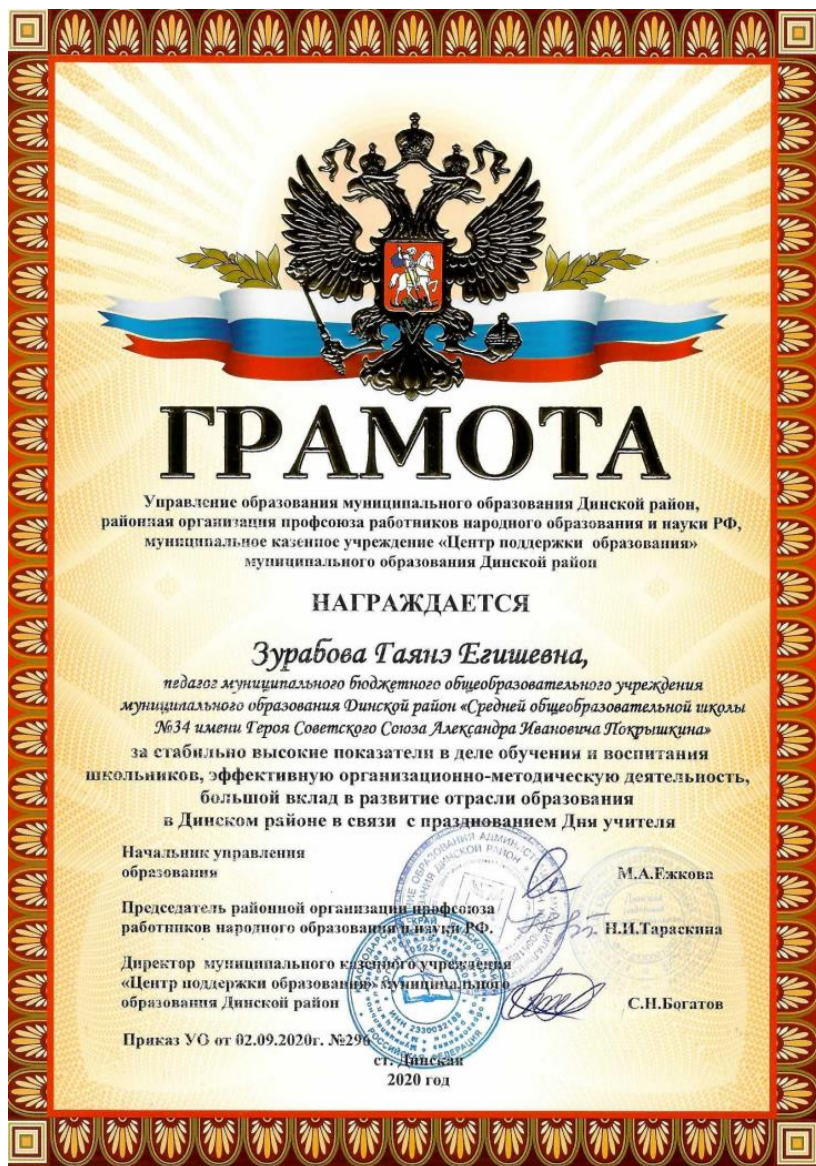 ГРАМОТА
Управление образования муниципального образования Динской район,
районная организация профсоюза работников народного образования и науки РФ,
муниципальное казенное учреждение «Центр поддержки образования»
муниципального образования Динской район
НАГРАЖДАЕТСЯ
Зурабова Гаянэ Егишевна,
педагог муниципального бюджетного общеобразовательного учреждения
муниципального образования Динской район «Средней общеобразовательной школы
№34 имени Героя Советского Союза Александра Ивановича Покрышкина»
за стабильно высокие показатели в деле обучения и воспитания
школьников, эффективную организационно-методическую деятельность,
большой вклад в развитие отрасли образования
в Динском районе в связи с празднованием Дня учителя
Начальник управления
образования М.А.Ежкова
Председатель районной организации профсоюза
работников народного образования и науки РФ. Н.И.Тараскина
Директор муниципального казенного учреждения
«Центр поддержки образования» муниципального
образования Динской район С.Н.Богатов
Приказ УО от 02.09.2020г. №296
ст. Динская
2020 год
ИНН 2330032188
РОССИЙСКАЯ ФЕДЕРАЦИЯ